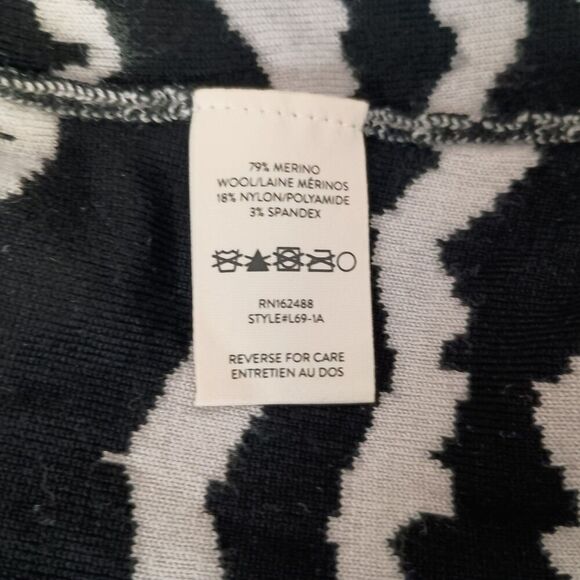 79% MERINO
WOOL/LAINE MÉRINOS
18% NYLON/POLYAMIDE
3% SPANDEX
RN162488
STYLE#L69-1A
REVERSE FOR CARE
ENTRETIEN AU DOS